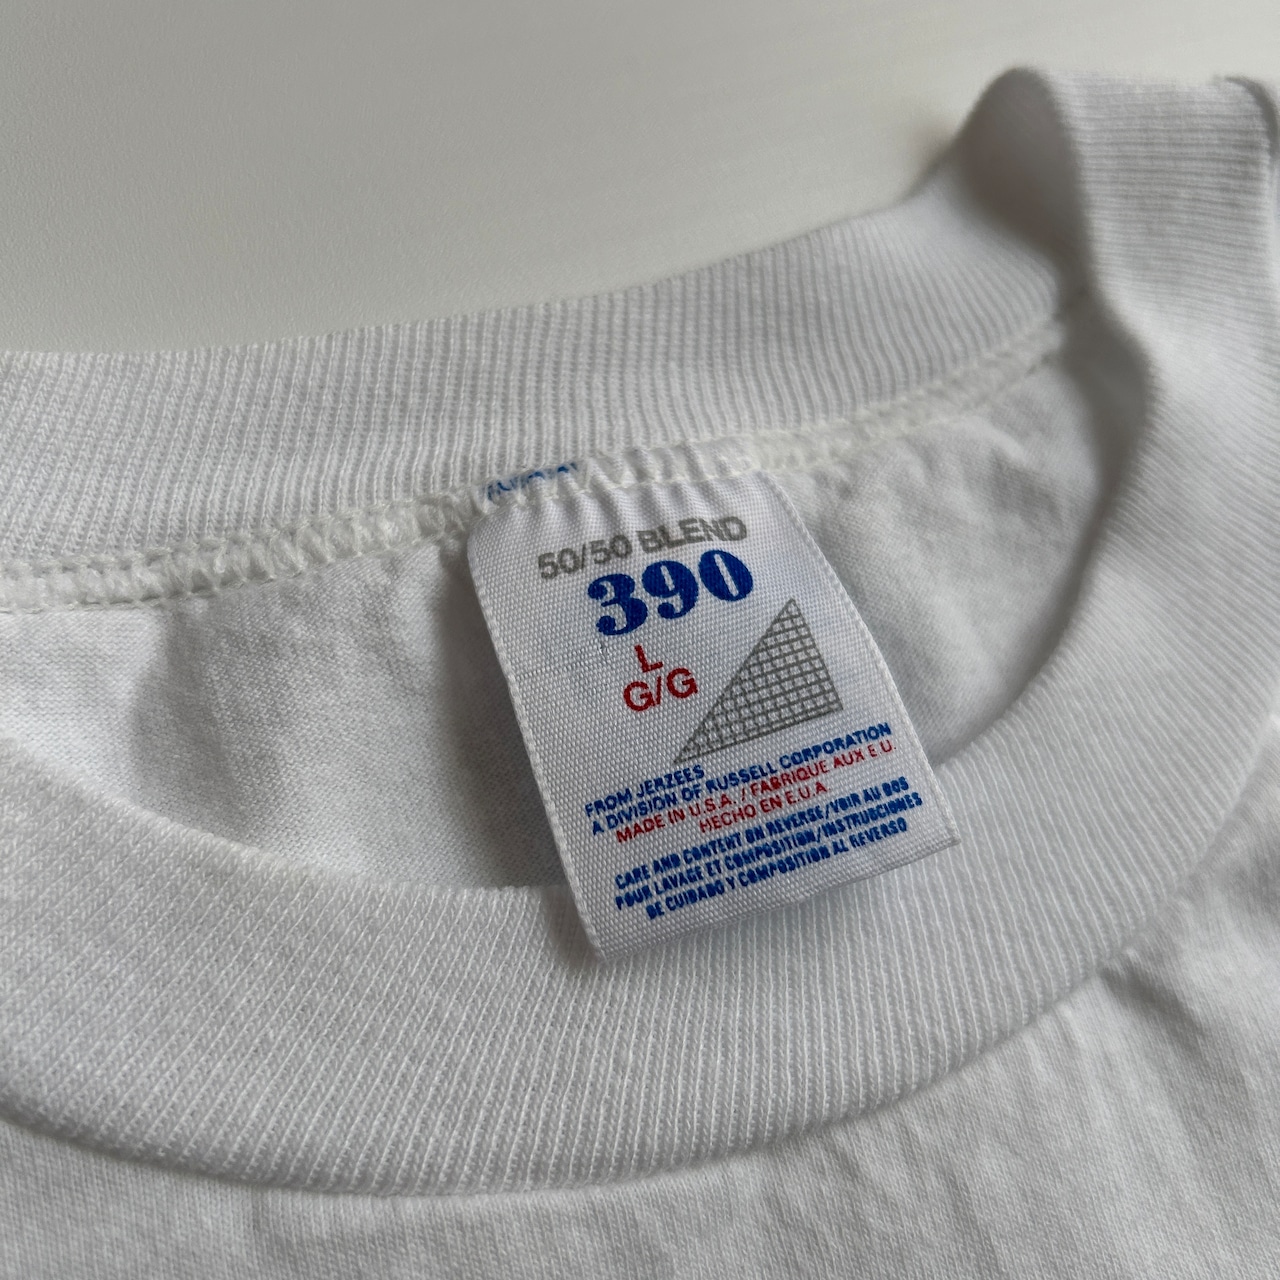 50/50 BLEND
390
L
G/G
FROM JERZEES
A DIVISION OF RUSSELL CORPORATION
MADE IN U.S.A. / FABRIQUE AUX E.U.
HECHO EN E.U.A
CARE AND CONTENT ON REVERSE/VOIR AU DOS
POUR LAVAGE ET COMPOSITION/INSTRUCCIONES
DE CUIDADO Y COMPOSITION AL REVERSO